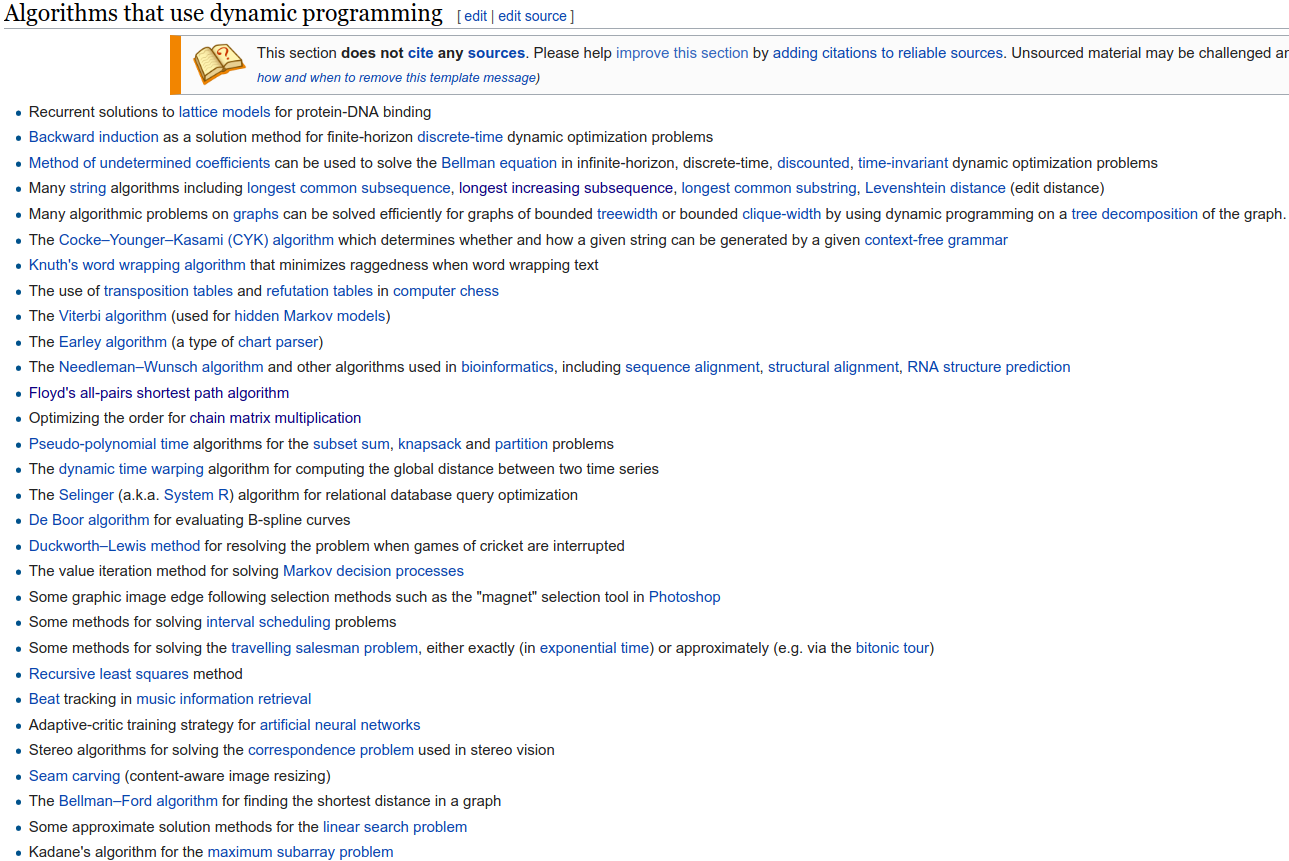 Algorithms that use dynamic programming [ edit | edit source ]
This section does not cite any sources. Please help improve this section by adding citations to reliable sources. Unsourced material may be challenged
how and when to remove this template message)
• Recurrent solutions to lattice models for protein-DNA binding
• Backward induction as a solution method for finite-horizon discrete-time dynamic optimization problems
• Method of undetermined coefficients can be used to solve the Bellman equation in infinite-horizon, discrete-time, discounted, time-invariant dynamic optimization problems
• Many string algorithms including longest common subsequence, longest increasing subsequence, longest common substring, Levenshtein distance (edit distance)
• Many algorithmic problems on graphs can be solved efficiently for graphs of bounded treewidth or bounded clique-width by using dynamic programming on a tree decomposition of the graph.
• The Cocke–Younger–Kasami (CYK) algorithm which determines whether and how a given string can be generated by a given context-free grammar
• Knuth's word wrapping algorithm that minimizes raggedness when word wrapping text
• The use of transposition tables and refutation tables in computer chess
• The Viterbi algorithm (used for hidden Markov models)
• The Earley algorithm (a type of chart parser)
• The Needleman–Wunsch algorithm and other algorithms used in bioinformatics, including sequence alignment, structural alignment, RNA structure prediction
• Floyd's all-pairs shortest path algorithm
• Optimizing the order for chain matrix multiplication
• Pseudo-polynomial time algorithms for the subset sum, knapsack and partition problems
• The dynamic time warping algorithm for computing the global distance between two time series
• The Selinger (a.k.a. System R) algorithm for relational database query optimization
• De Boor algorithm for evaluating B-spline curves
• Duckworth–Lewis method for resolving the problem when games of cricket are interrupted
• The value iteration method for solving Markov decision processes
• Some graphic image edge following selection methods such as the "magnet" selection tool in Photoshop
• Some methods for solving interval scheduling problems
• Some methods for solving the travelling salesman problem, either exactly (in exponential time) or approximately (e.g. via the bitonic tour)
• Recursive least squares method
• Beat tracking in music information retrieval
• Adaptive-critic training strategy for artificial neural networks
• Stereo algorithms for solving the correspondence problem used in stereo vision
• Seam carving (content-aware image resizing)
• The Bellman–Ford algorithm for finding the shortest distance in a graph
• Some approximate solution methods for the linear search problem
• Kadane's algorithm for the maximum subarray problem